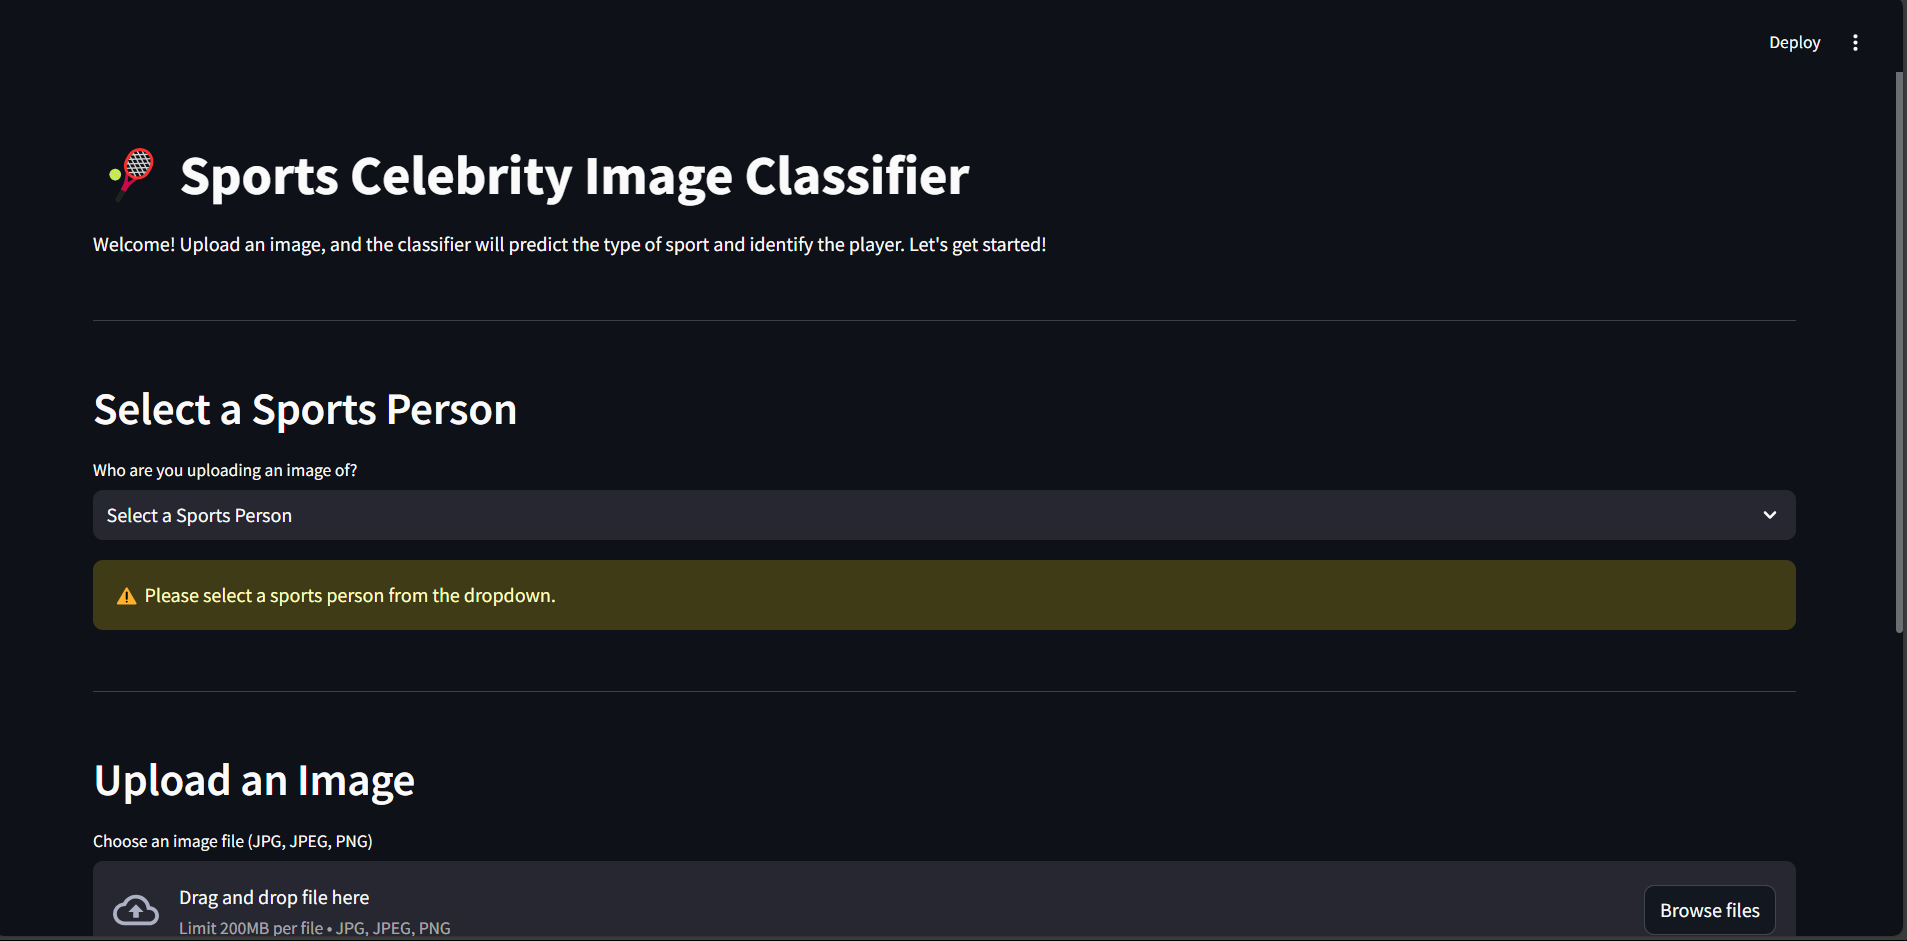 Deploy
Sports Celebrity Image Classifier
Welcome! Upload an image, and the classifier will predict the type of sport and identify the player. Let's get started!
Select a Sports Person
Who are you uploading an image of?
Select a Sports Person
Please select a sports person from the dropdown.
Upload an Image
Choose an image file (JPG, JPEG, PNG)
Drag and drop file here
Limit 200MB per file • JPG, JPEG, PNG
Browse files